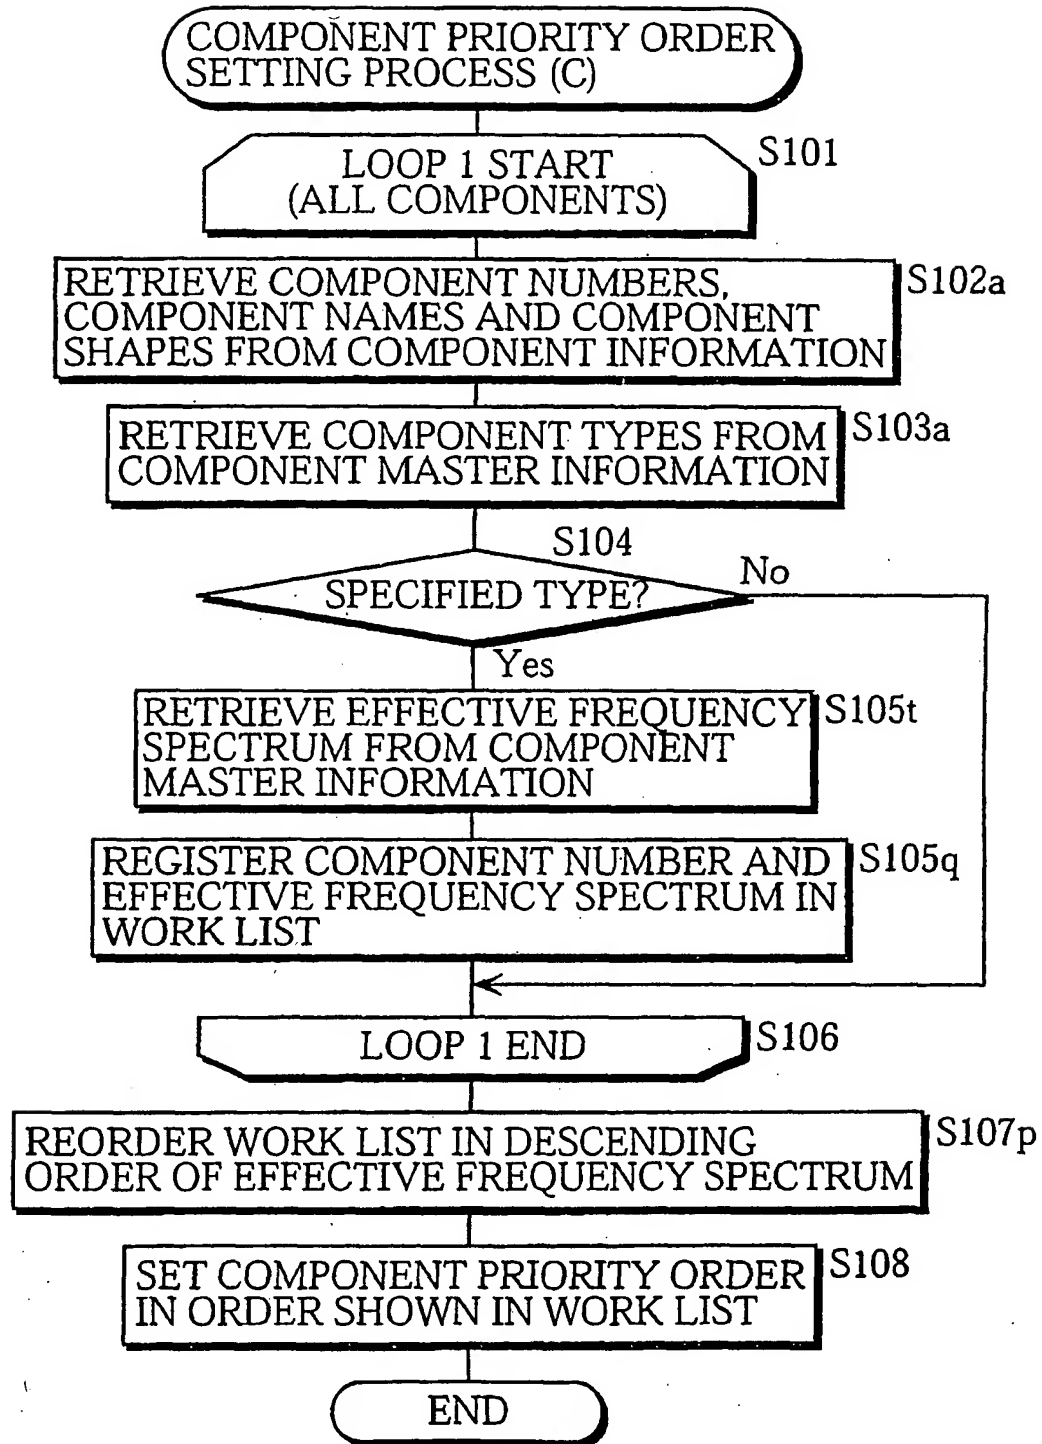 COMPONENT PRIORITY ORDER
SETTING PROCESS (C)
LOOP 1 START
(ALL COMPONENTS)
S101
RETRIEVE COMPONENT NUMBERS,
COMPONENT NAMES AND COMPONENT
SHAPES FROM COMPONENT INFORMATION
S102a
RETRIEVE COMPONENT TYPES FROM
COMPONENT MASTER INFORMATION
S103a
S104
SPECIFIED TYPE?
No
Yes
RETRIEVE EFFECTIVE FREQUENCY
SPECTRUM FROM COMPONENT
MASTER INFORMATION
S105t
REGISTER COMPONENT NUMBER AND
EFFECTIVE FREQUENCY SPECTRUM IN
WORK LIST
S105q
LOOP 1 END
S106
REORDER WORK LIST IN DESCENDING
ORDER OF EFFECTIVE FREQUENCY SPECTRUM
S107p
SET COMPONENT PRIORITY ORDER
IN ORDER SHOWN IN WORK LIST
S108
END